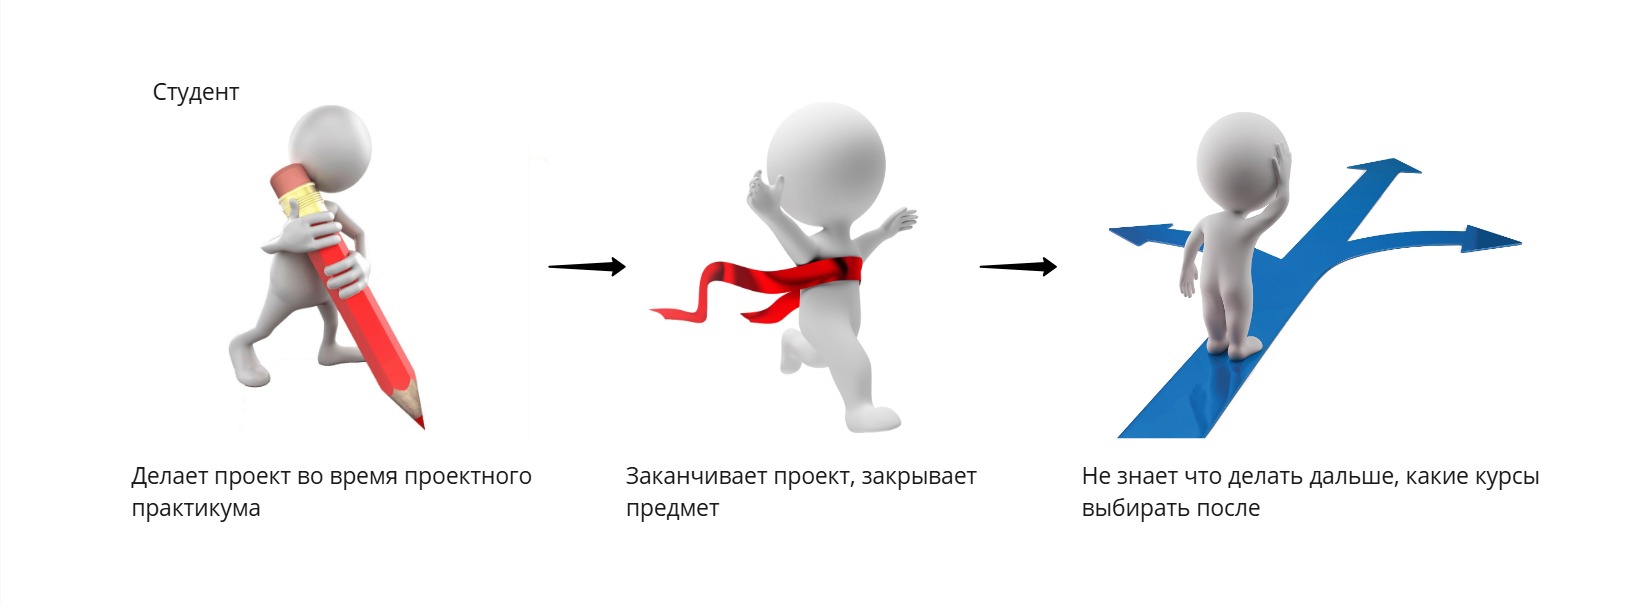 Студент
Делает проект во время проектного
практикума
Заканчивает проект, закрывает
предмет
Не знает что делать дальше, какие курсы
выбирать после